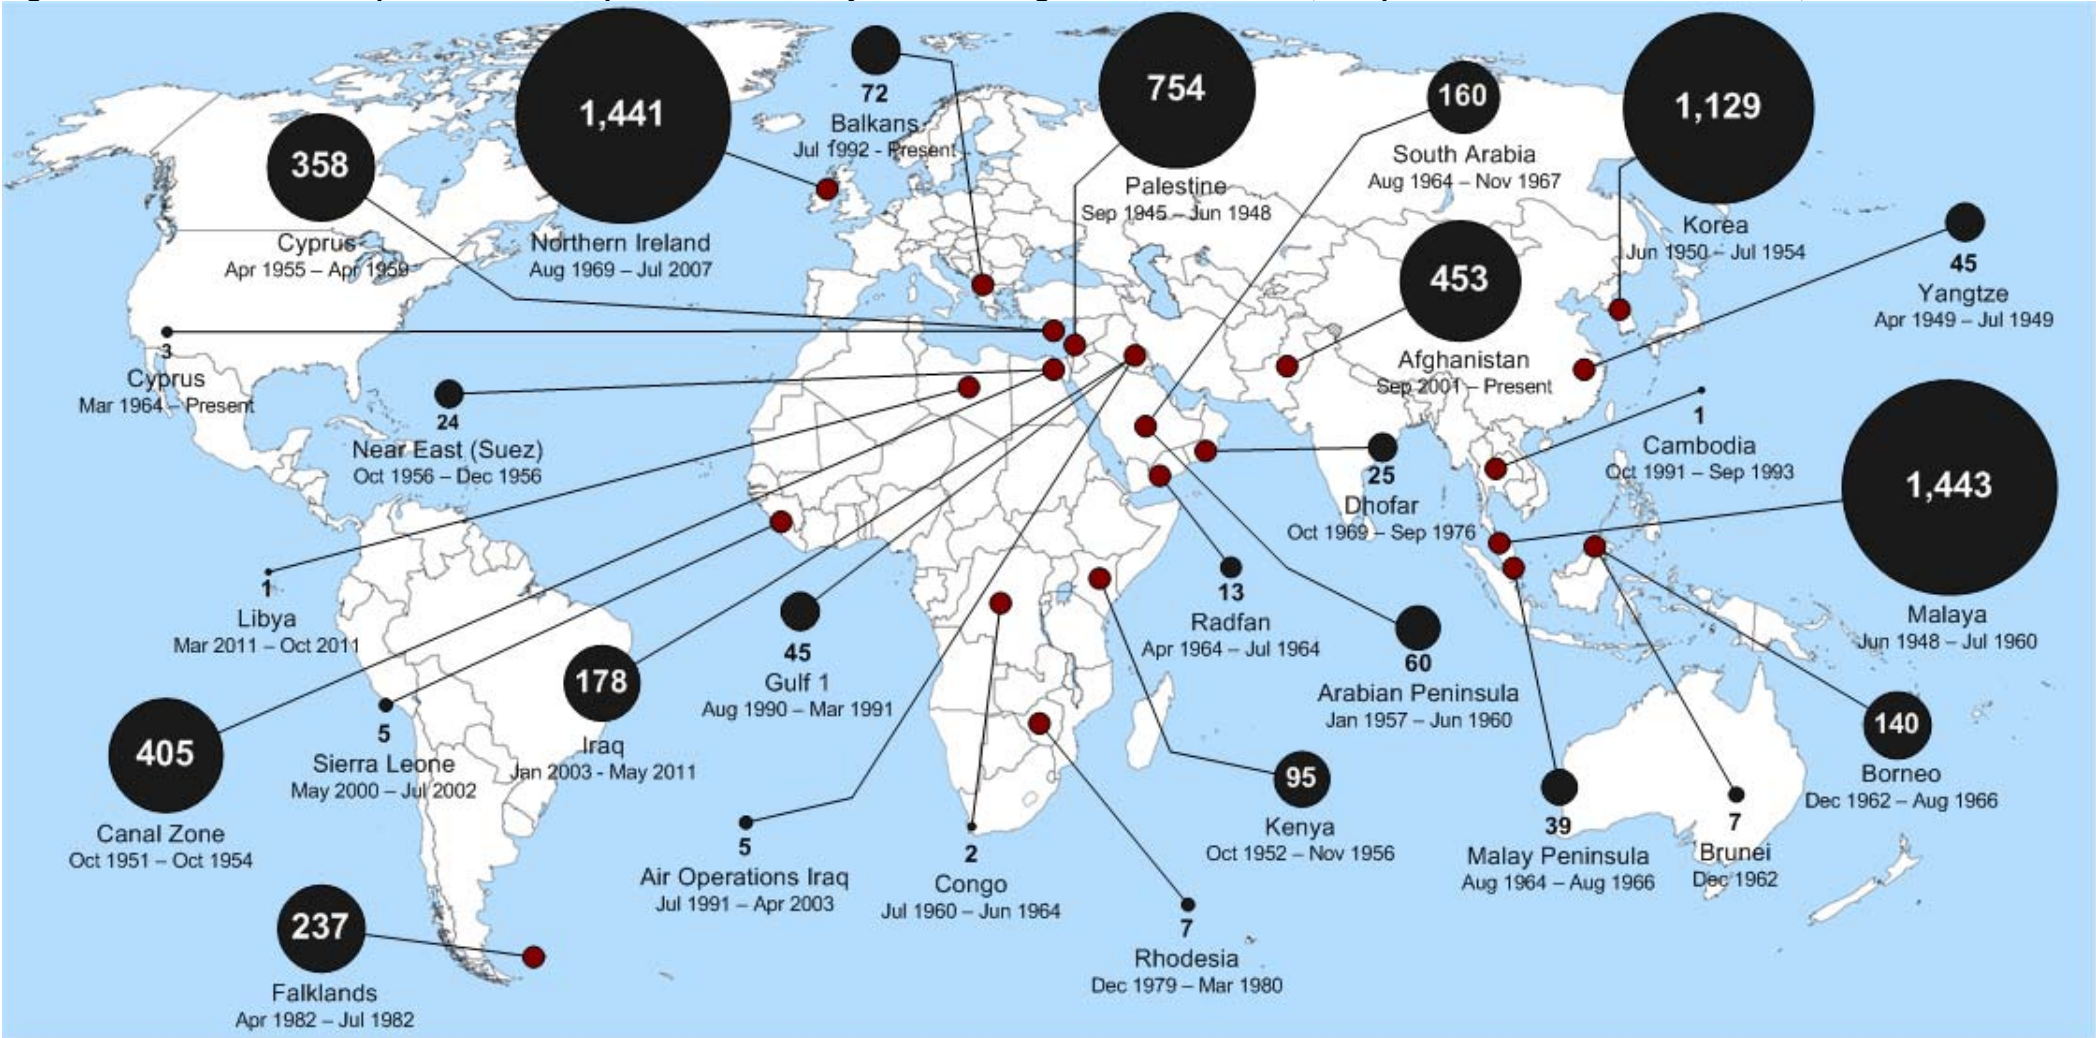 1,441
Northern Ireland
Aug 1969 – Jul 2007
358
Cyprus
Apr 1955 – Apr 1959
72
Balkans
Jul 1992 - Present
754
Palestine
Sep 1945 – Jun 1948
160
South Arabia
Aug 1964 – Nov 1967
1,129
Korea
Jun 1950 – Jul 1954
45
Yangtze
Apr 1949 – Jul 1949
453
Afghanistan
Sep 2001 – Present
3
Cyprus
Mar 1964 – Present
24
Near East (Suez)
Oct 1956 – Dec 1956
1
Cambodia
Oct 1991 – Sep 1993
25
Dhofar
Oct 1969 – Sep 1976
1,443
Malaya
Jun 1948 – Jul 1960
1
Libya
Mar 2011 – Oct 2011
13
Radfan
Apr 1964 – Jul 1964
45
Gulf 1
Aug 1990 – Mar 1991
60
Arabian Peninsula
Jan 1957 – Jun 1960
178
Iraq
Jan 2003 - May 2011
405
Canal Zone
Oct 1951 – Oct 1954
5
Sierra Leone
May 2000 – Jul 2002
140
Borneo
Dec 1962 – Aug 1966
95
Kenya
Oct 1952 – Nov 1956
39
Malay Peninsula
Aug 1964 – Aug 1966
7
Brunei
Dec 1962
5
Air Operations Iraq
Jul 1991 – Apr 2003
2
Congo
Jul 1960 – Jun 1964
7
Rhodesia
Dec 1979 – Mar 1980
237
Falklands
Apr 1982 – Jul 1982